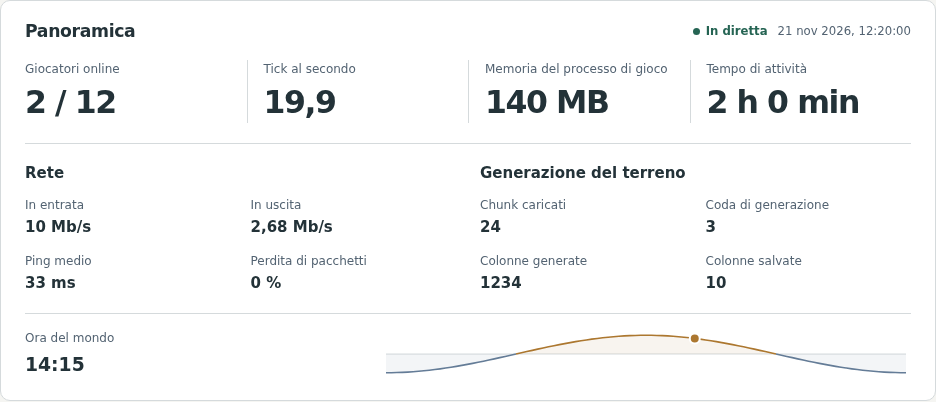 Panoramica
In diretta 21 nov 2026, 12:20:00
Giocatori online
2 / 12
Tick al secondo
19,9
Memoria del processo di gioco
140 MB
Tempo di attività
2 h 0 min
Rete
In entrata
10 Mb/s
In uscita
2,68 Mb/s
Ping medio
33 ms
Perdita di pacchetti
0 %
Generazione del terreno
Chunk caricati
24
Coda di generazione
3
Colonne generate
1234
Colonne salvate
10
Ora del mondo
14:15